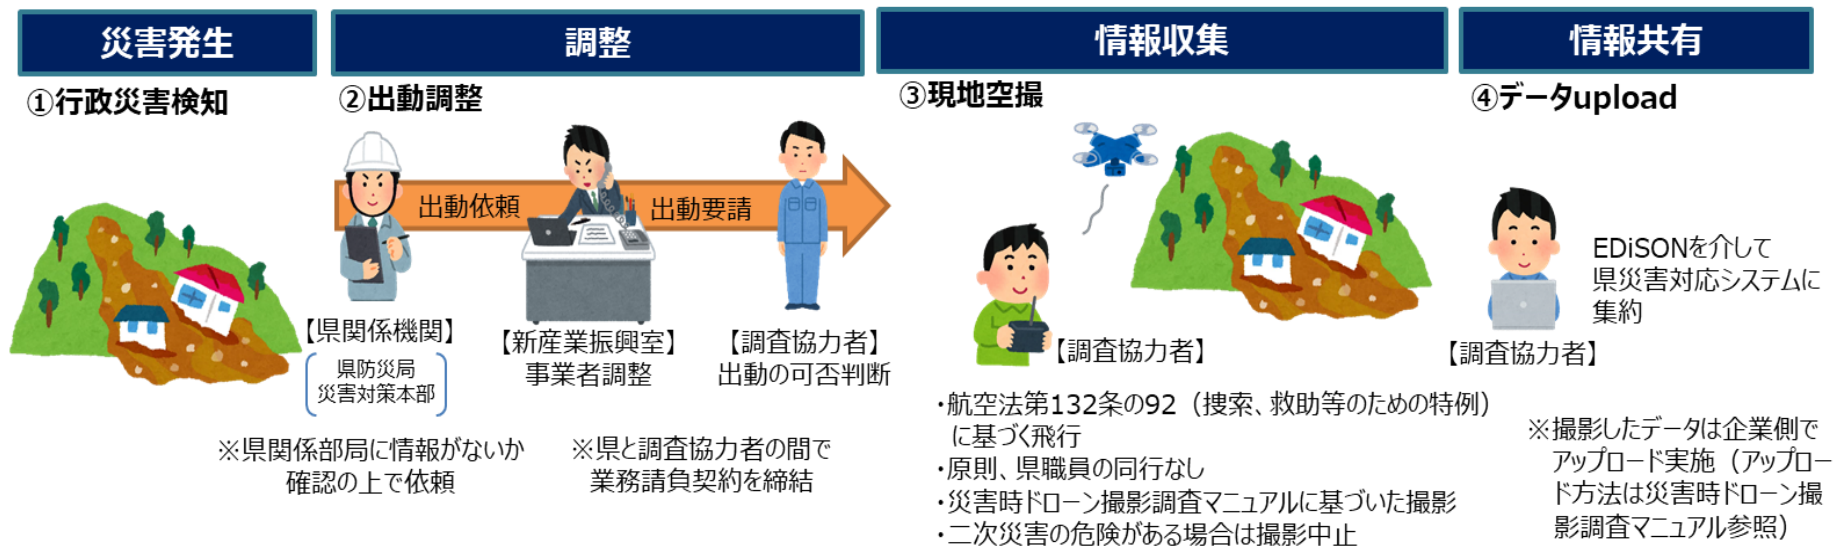 災害発生
①行政災害検知
調整
②出動調整
出動依頼
出動要請
【県関係機関】
県防災局
災害対策本部
【新産業振興室】
事業者調整
【調査協力者】
出動の可否判断
※県関係部局に情報がないか
確認の上で依頼
※県と調査協力者の間で
業務請負契約を締結
情報収集
③現地空撮
【調査協力者】
・航空法第132条の92（捜索、救助等のための特例）
に基づく飛行
・原則、県職員の同行なし
・災害時ドローン撮影調査マニュアルに基づいた撮影
・二次災害の危険がある場合は撮影中止
情報共有
④データupload
EDiSONを介して
県災害対応システムに
集約
【調査協力者】
※撮影したデータは企業側で
アップロード実施（アップロー
ド方法は災害時ドローン撮
影調査マニュアル参照）